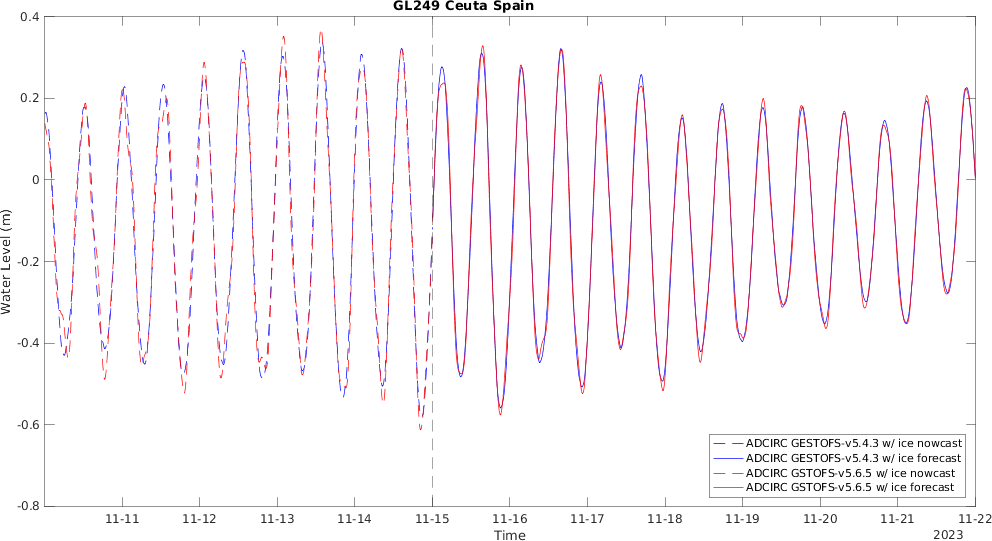 GL249 Ceuta Spain
0.4
0.2
0
-0.2
-0.4
-0.6
-0.8
Water Level (m)
ADCIRC GESTOFS-v5.4.3 w/ ice nowcast
ADCIRC GESTOFS-v5.4.3 w/ ice forecast
ADCIRC GSTOFS-v5.6.5 w/ ice nowcast
ADCIRC GSTOFS-v5.6.5 w/ ice forecast
11-11 11-12 11-13 11-14 11-15 11-16 11-17 11-18 11-19 11-20 11-21 11-22
Time 2023